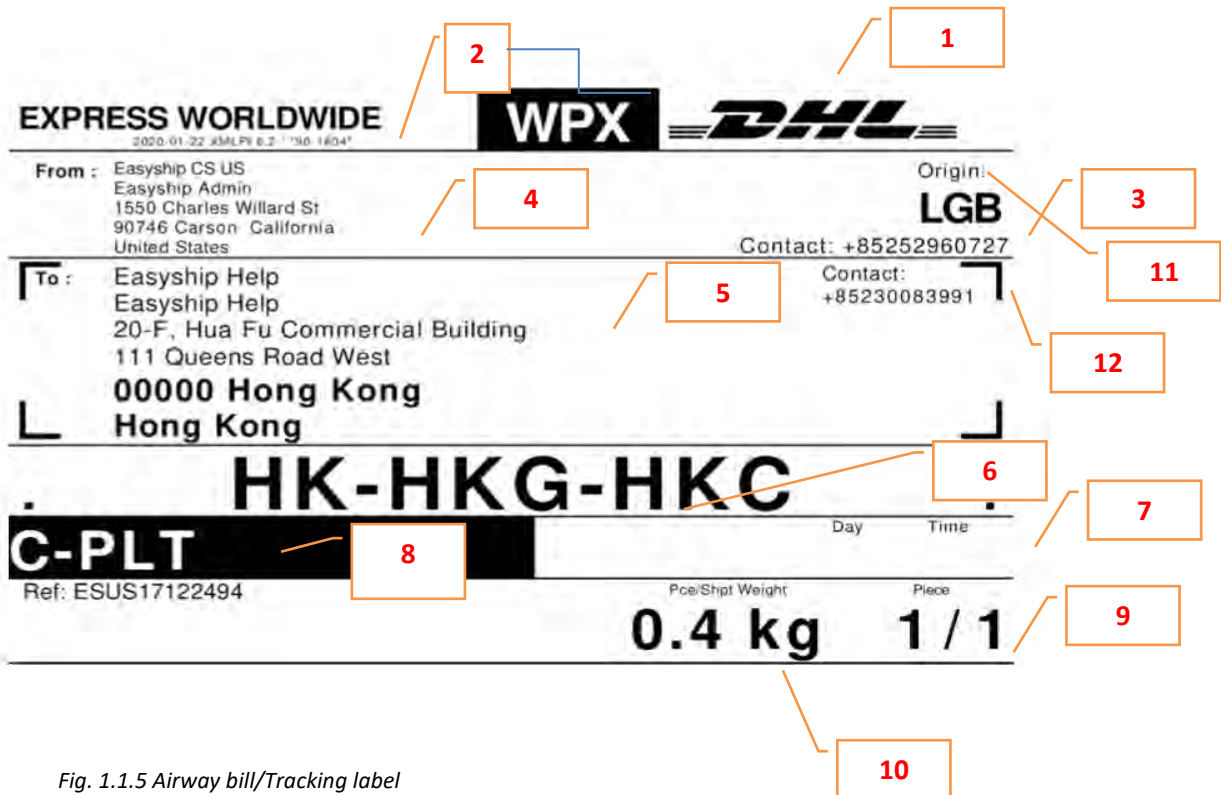 2
1
EXPRESS WORLDWIDE
WPX
DHL
From : Easyship CS US
Easyship Admin
1550 Charles Willard St
90746 Carson California
United States
4
Origin:
LGB
Contact: +85252960727
3
11
To : Easyship Help
Easyship Help
20-F, Hua Fu Commercial Building
111 Queens Road West
00000 Hong Kong
Hong Kong
5
Contact:
+85230083991
12
HK-HKG-HKC
6
C-PLT
8
Day Time
7
Ref: ESUS17122494
Pce/Shpt Weight Piece
0.4 kg 1 / 1
9
10
Fig. 1.1.5 Airway bill/Tracking label